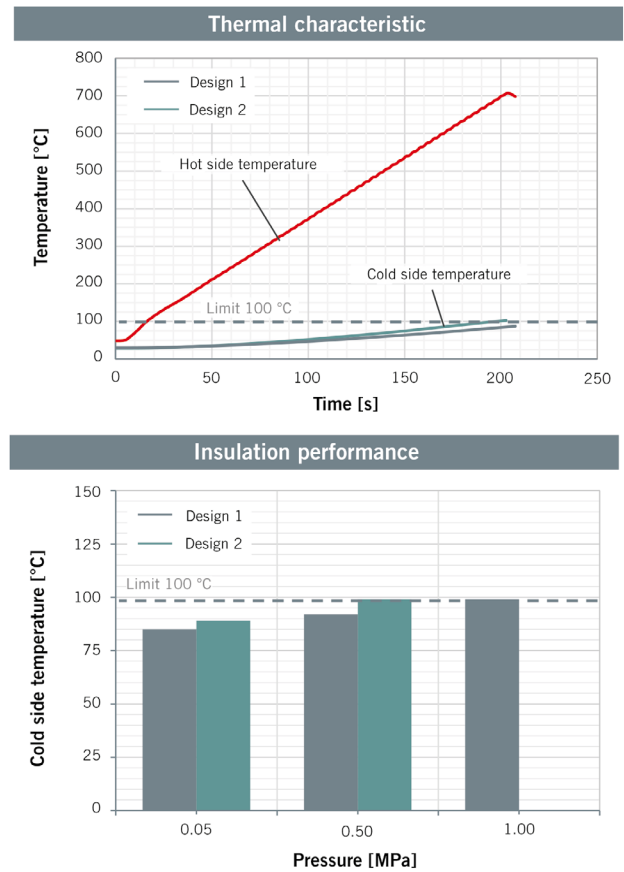 Thermal characteristic
Temperature [°C]
800
700
600
500
400
300
200
100
0
Design 1
Design 2
Hot side temperature
Cold side temperature
Limit 100 °C
0 50 100 150 200 250
Time [s]
Insulation performance
Cold side temperature [°C]
150
125
100
75
50
25
0
Design 1
Design 2
Limit 100 °C
0.05 0.50 1.00
Pressure [MPa]